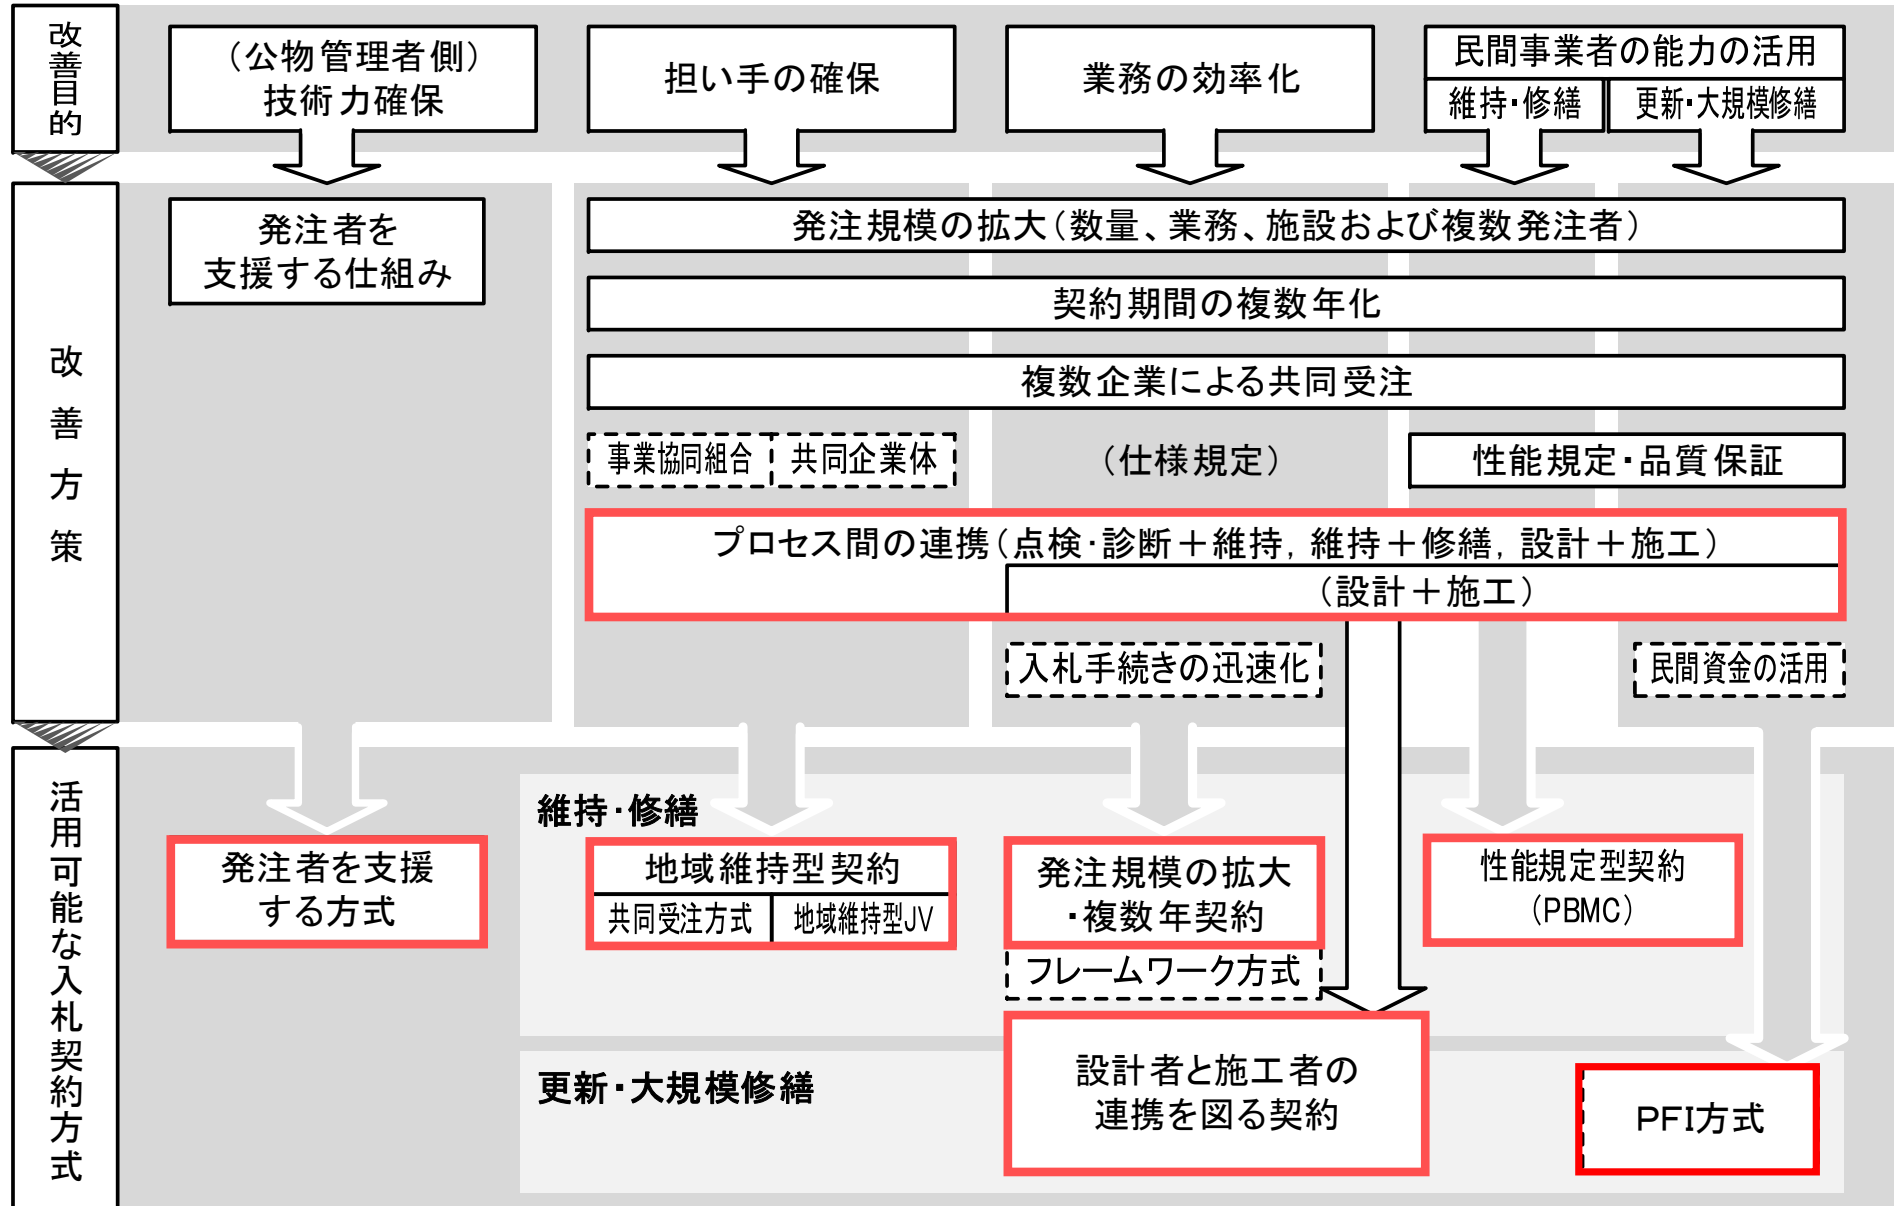 改善目的
（公物管理者側）
技術力確保
担い手の確保
業務の効率化
民間事業者の能力の活用
維持・修繕
更新・大規模修繕
改善方策
発注者を
支援する仕組み
発注規模の拡大（数量、業務、施設および複数発注者）
契約期間の複数年化
複数企業による共同受注
事業協同組合
共同企業体
（仕様規定）
性能規定・品質保証
プロセス間の連携（点検・診断＋維持，維持＋修繕，設計＋施工）
（設計＋施工）
入札手続きの迅速化
民間資金の活用
活用可能な入札契約方式
維持・修繕
発注者を支援
する方式
地域維持型契約
共同受注方式
地域維持型JV
発注規模の拡大
・複数年契約
フレームワーク方式
性能規定型契約
（PBMC）
更新・大規模修繕
設計者と施工者の
連携を図る契約
PFI方式